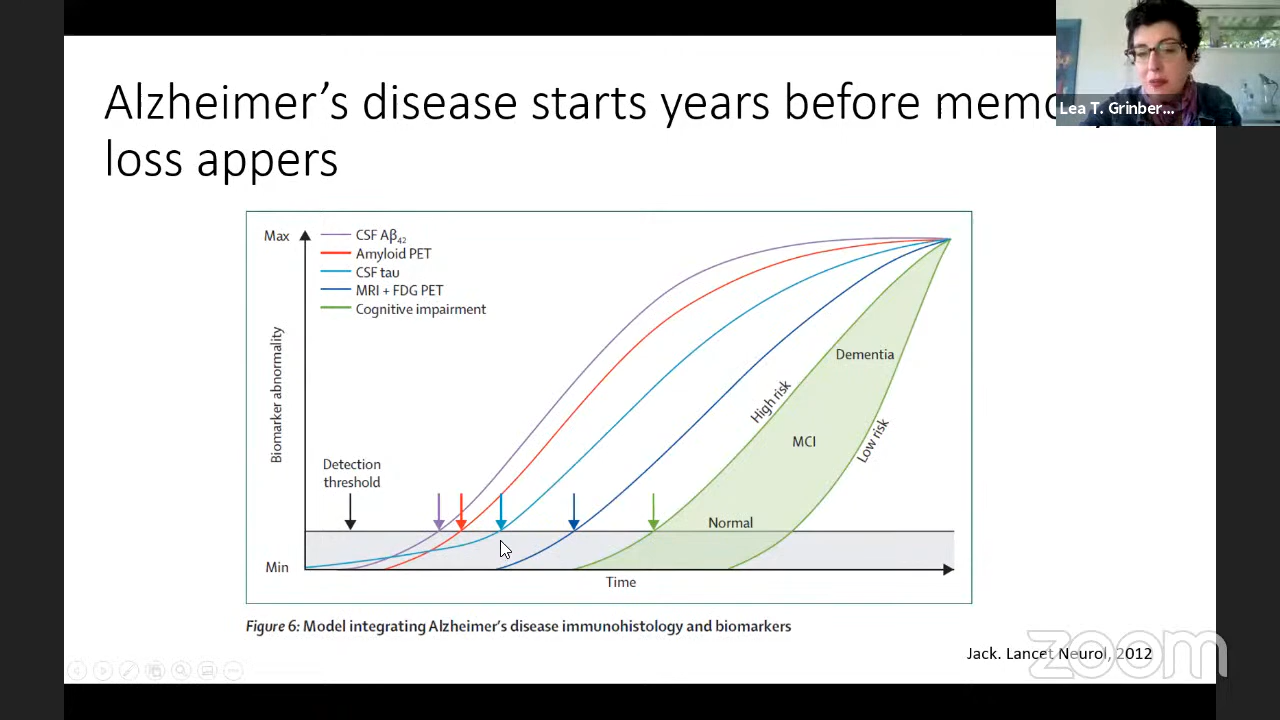 Alzheimer's disease starts years before memo
loss appers
Lea T. Grinber...
Max
CSF Aβ42
Amyloid PET
CSF tau
MRI + FDG PET
Cognitive impairment
Biomarker abnormality
Detection
threshold
High risk
Dementia
MCI
Low risk
Normal
Min
Time
Figure 6: Model integrating Alzheimer's disease immunohistology and biomarkers
Jack. Lancet Neurol, 2012
zoom